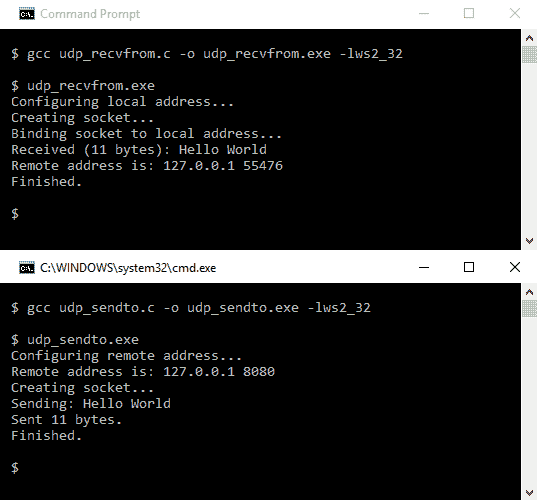 Command Prompt
$ gcc udp_recvfrom.c -o udp_recvfrom.exe -lws2_32
$ udp_recvfrom.exe
Configuring local address...
Creating socket...
Binding socket to local address...
Received (11 bytes): Hello World
Remote address is: 127.0.0.1 55476
Finished.
$
C:\WINDOWS\system32\cmd.exe
$ gcc udp_sendto.c -o udp_sendto.exe -lws2_32
$ udp_sendto.exe
Configuring remote address...
Remote address is: 127.0.0.1 8080
Creating socket...
Sending: Hello World
Sent 11 bytes.
Finished.
$